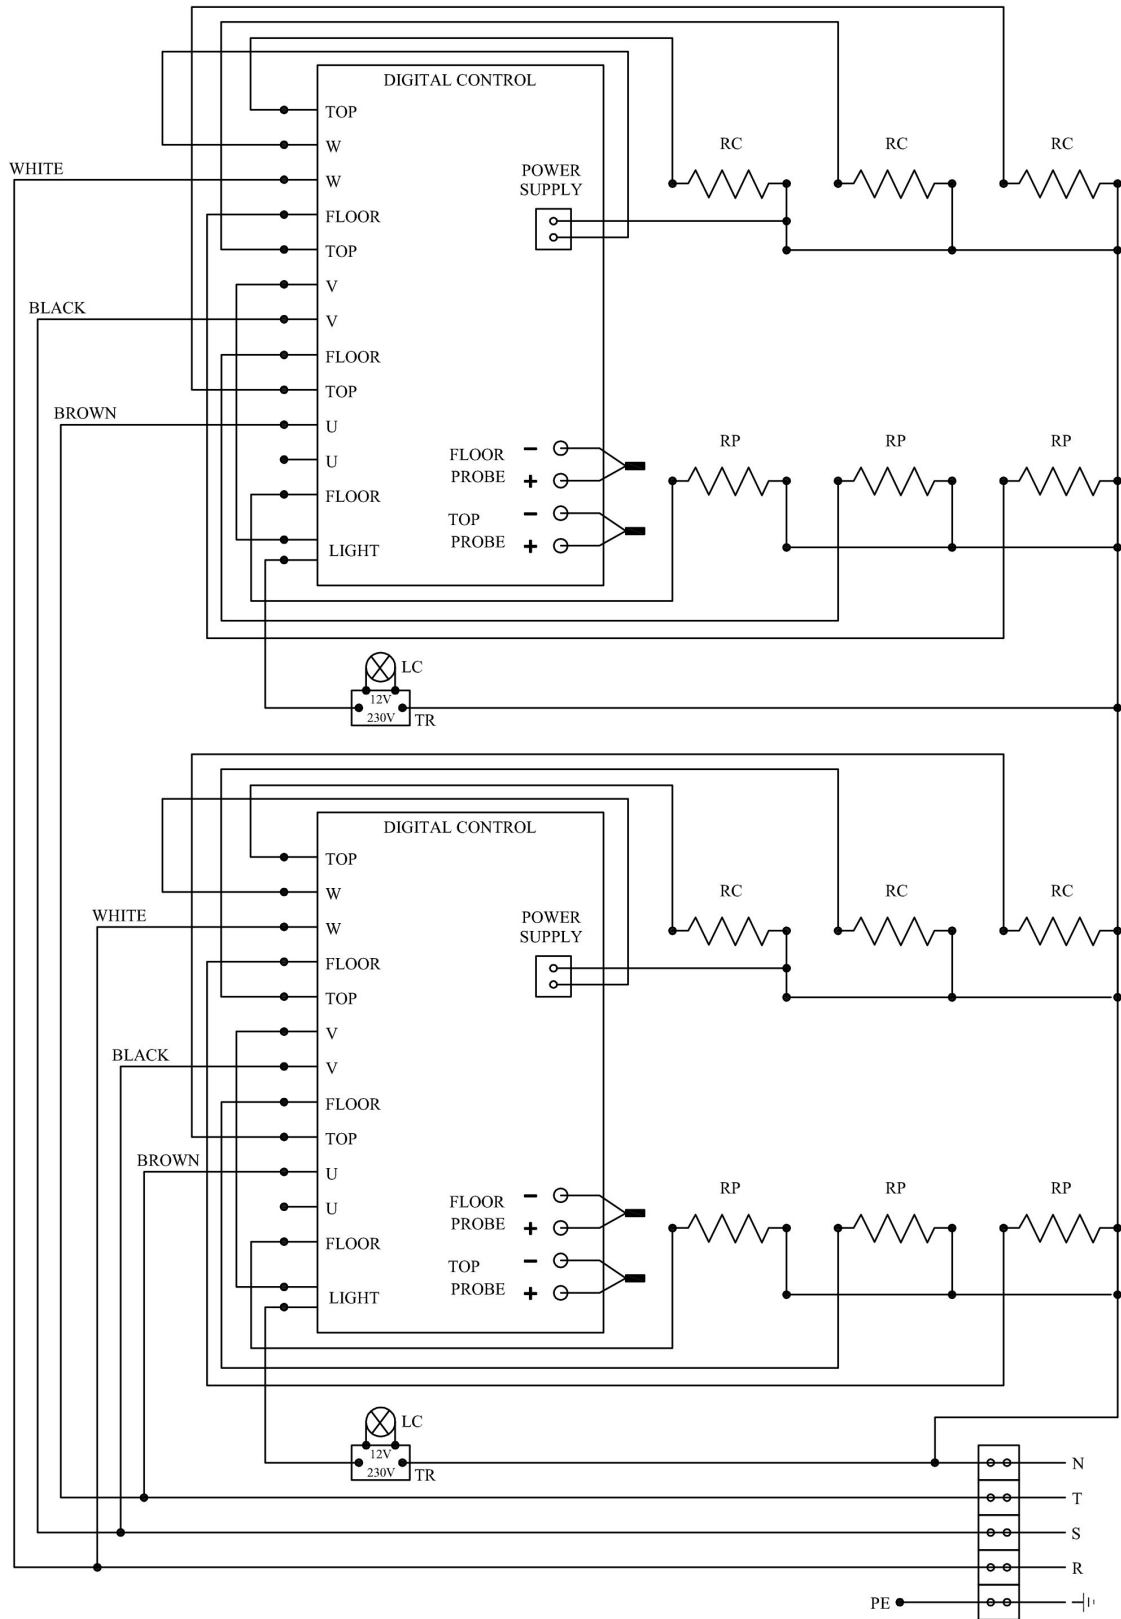 DIGITAL CONTROL
TOP
W
WHITE
W
FLOOR
TOP
V
BLACK
V
FLOOR
TOP
BROWN
U
U
FLOOR
LIGHT
POWER
SUPPLY
FLOOR
PROBE
-
+
TOP
PROBE
-
+
RC
RC
RC
RP
RP
RP
LC
12V
230V
TR
DIGITAL CONTROL
TOP
W
WHITE
W
FLOOR
TOP
V
BLACK
V
FLOOR
TOP
BROWN
U
U
FLOOR
LIGHT
POWER
SUPPLY
FLOOR
PROBE
-
+
TOP
PROBE
-
+
RC
RC
RC
RP
RP
RP
LC
12V
230V
TR
N
T
S
R
PE